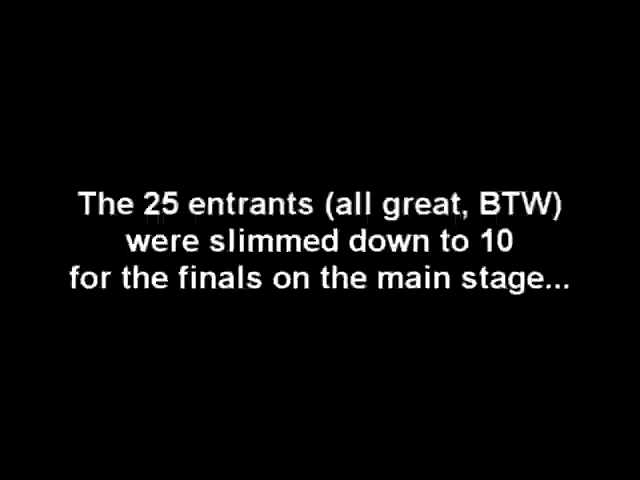 The 25 entrants (all great, BTW)
were slimmed down to 10
for the finals on the main stage...